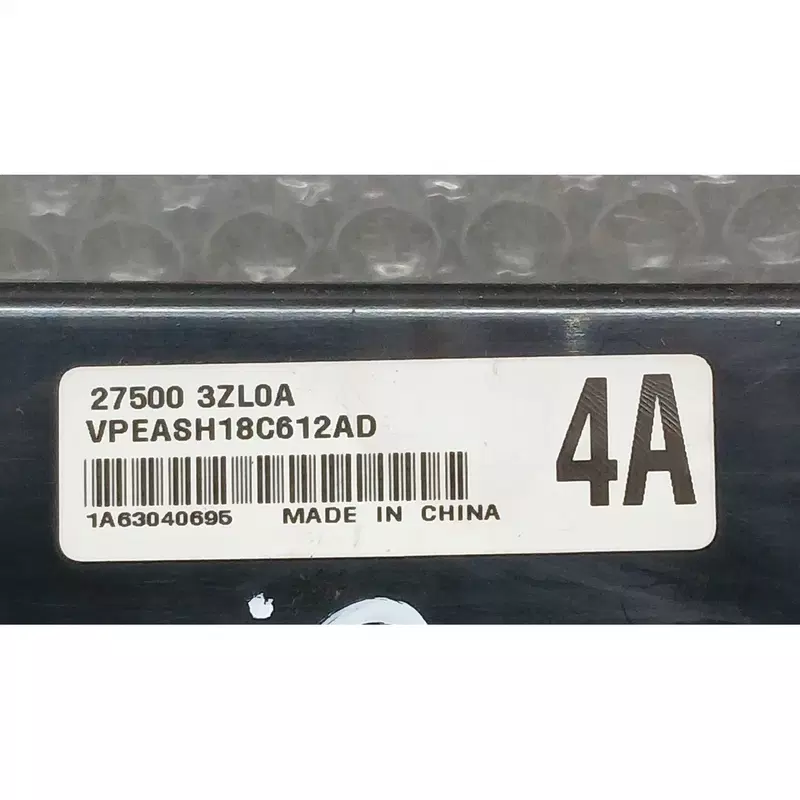 27500 3ZL0A
VPEASH18C612AD
1A63040695 MADE IN CHINA
4A